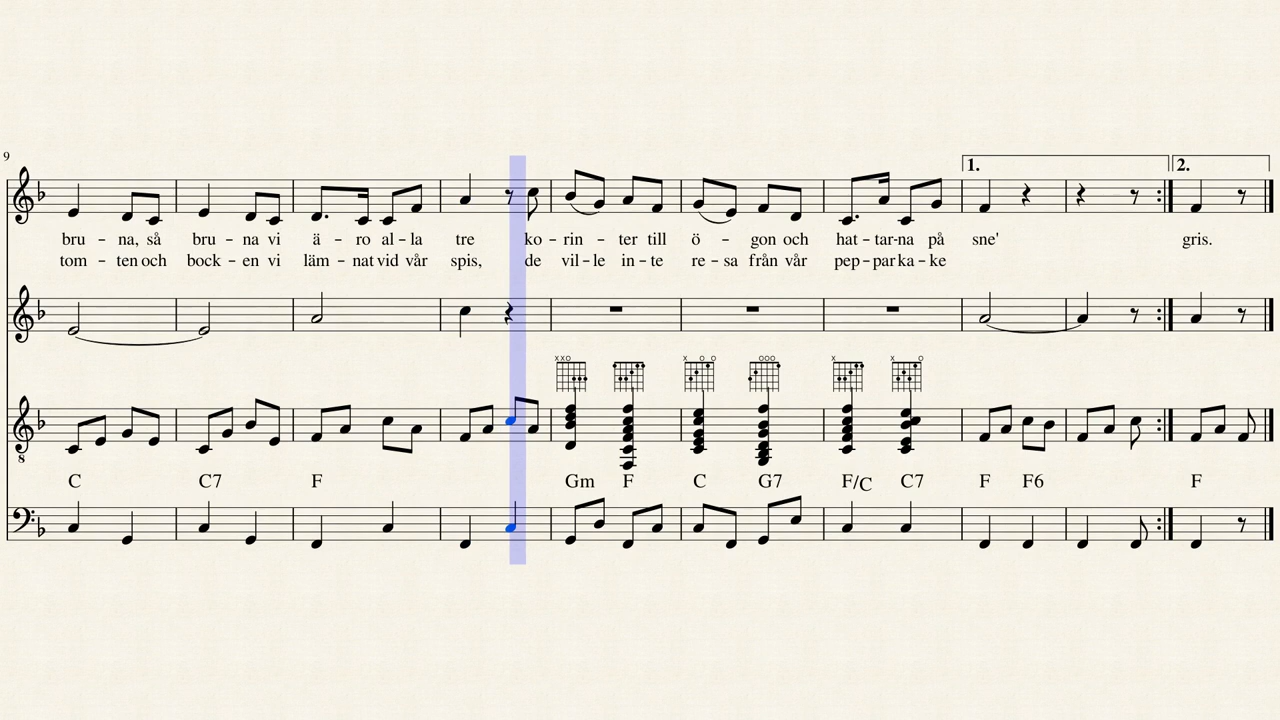 9
1. 2.
bru – na, så bru – na vi ä – ro al – la tre ko – rin – ter till ö – gon och hat – tar – na på sne' gris.
tom – ten och bock – en vi läm – nat vid vår spis, de vil – le in – te re – sa från vår pep – par ka – ke
xxo x o o ooo x x o
8
C C7 F Gm F C G7 F/C C7 F F6 F